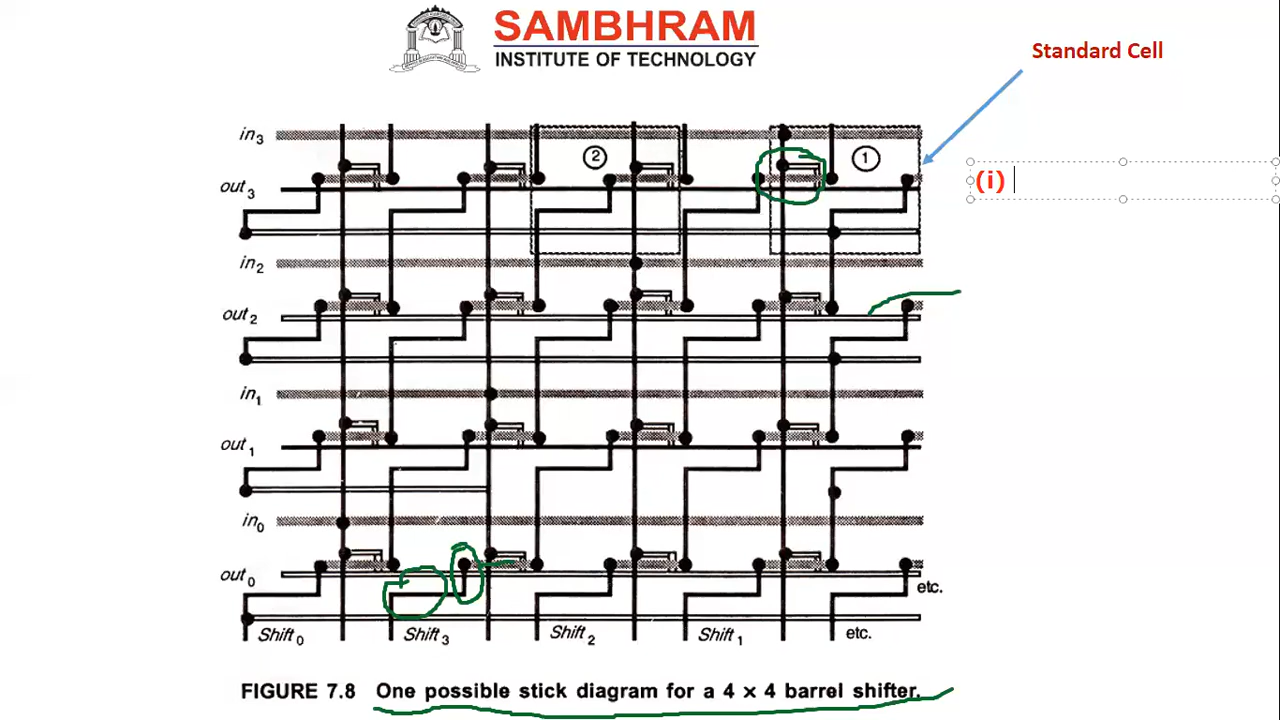 SAMBHRAM
INSTITUTE OF TECHNOLOGY
Standard Cell
in3
2
1
(i)
out3
in2
out2
in1
out1
in0
out0
etc.
Shift0
Shift3
Shift2
Shift1
etc.
FIGURE 7.8 One possible stick diagram for a 4 × 4 barrel shifter.